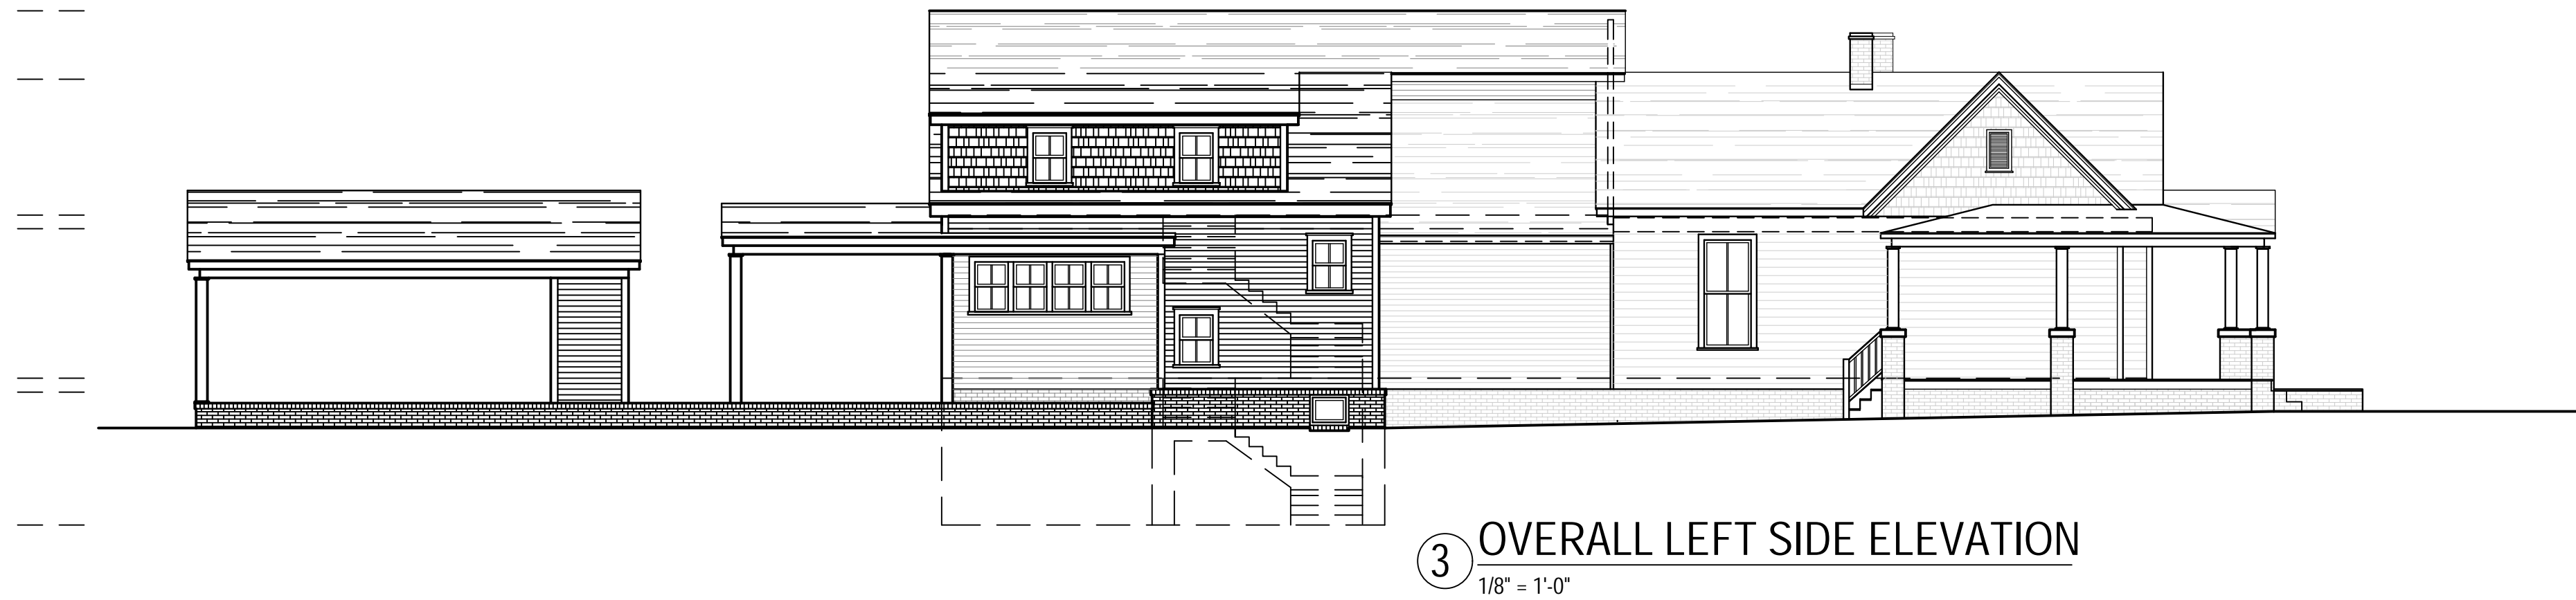 3
OVERALL LEFT SIDE ELEVATION
1/8" = 1'-0"